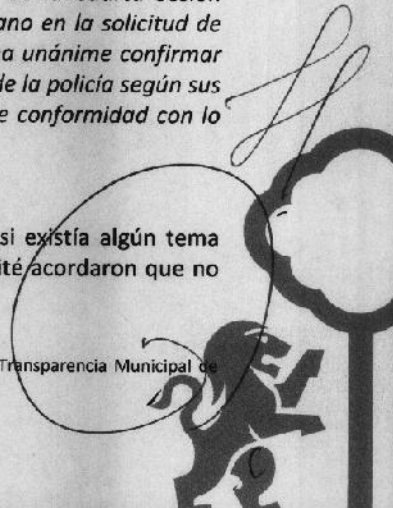 ano en la solicitud de
a unánime confirmar
de la policía según sus
e conformidad con lo
si existía algún tema
ité acordaron que no
Transparencia Municipal de